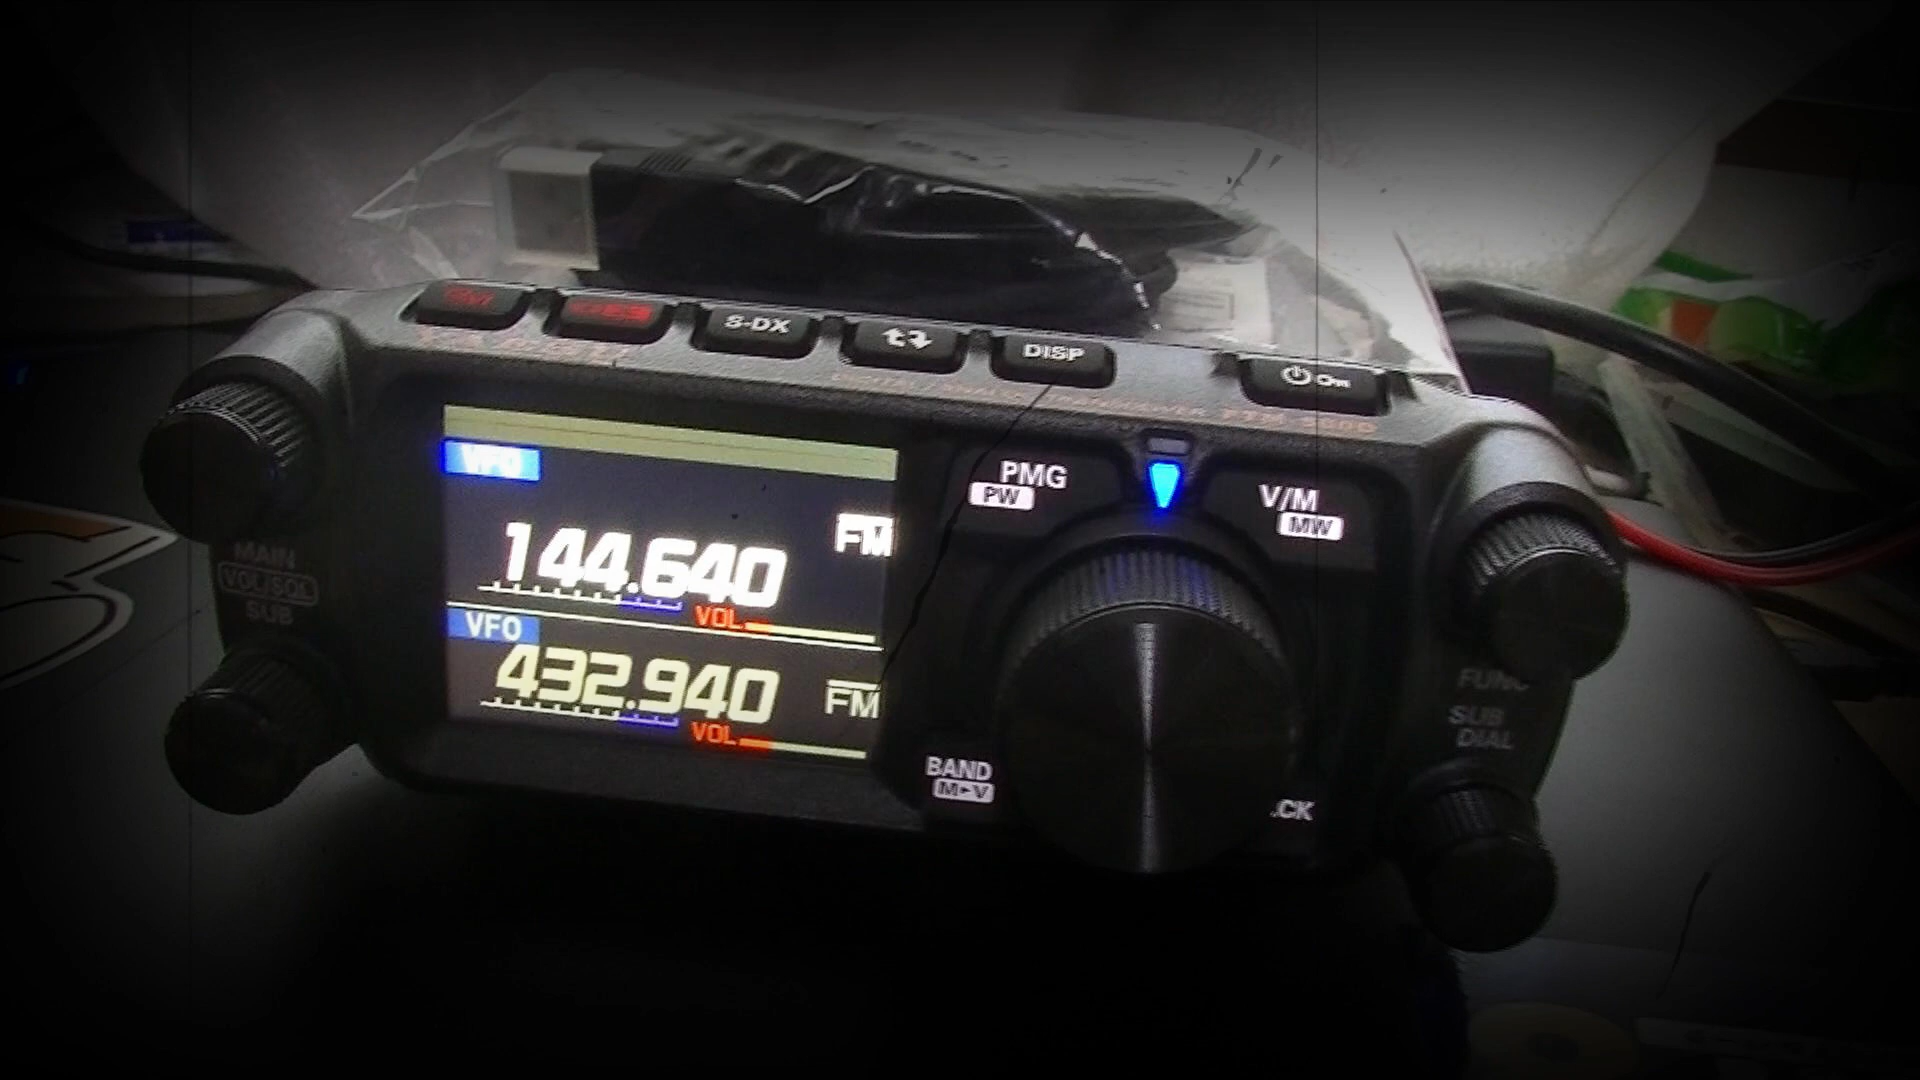 S-DX
DISP
PMG
PW
V/M
MW
VFO
144.640
FM
VOL
VFO
432.940
FM
VOL
MAIN
VOL/SQL
SUB
FUNC
SUB
DIAL
BAND
M▸V
CK